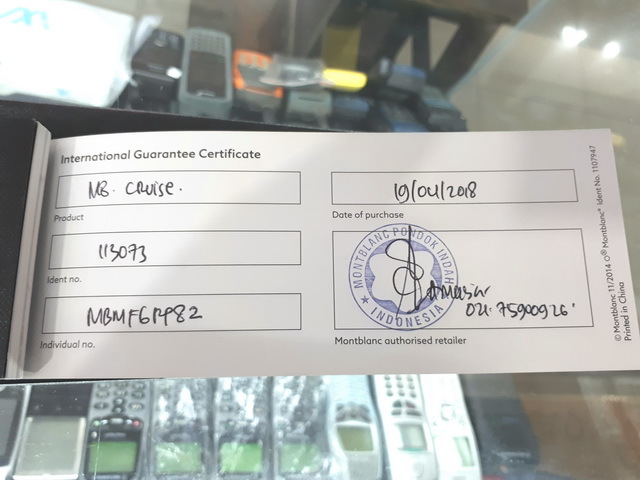 International Guarantee Certificate
MB. Cruise.
Product
113073
Ident no.
MBMFGRP82
Individual no.
19/04/2018
Date of purchase
MONTBLANC PONDOK INDAH
INDONESIA
021.75900926
Montblanc authorised retailer
© Montblanc 11/2014 O® Montblanc® Ident No. 1107947
Printed in China